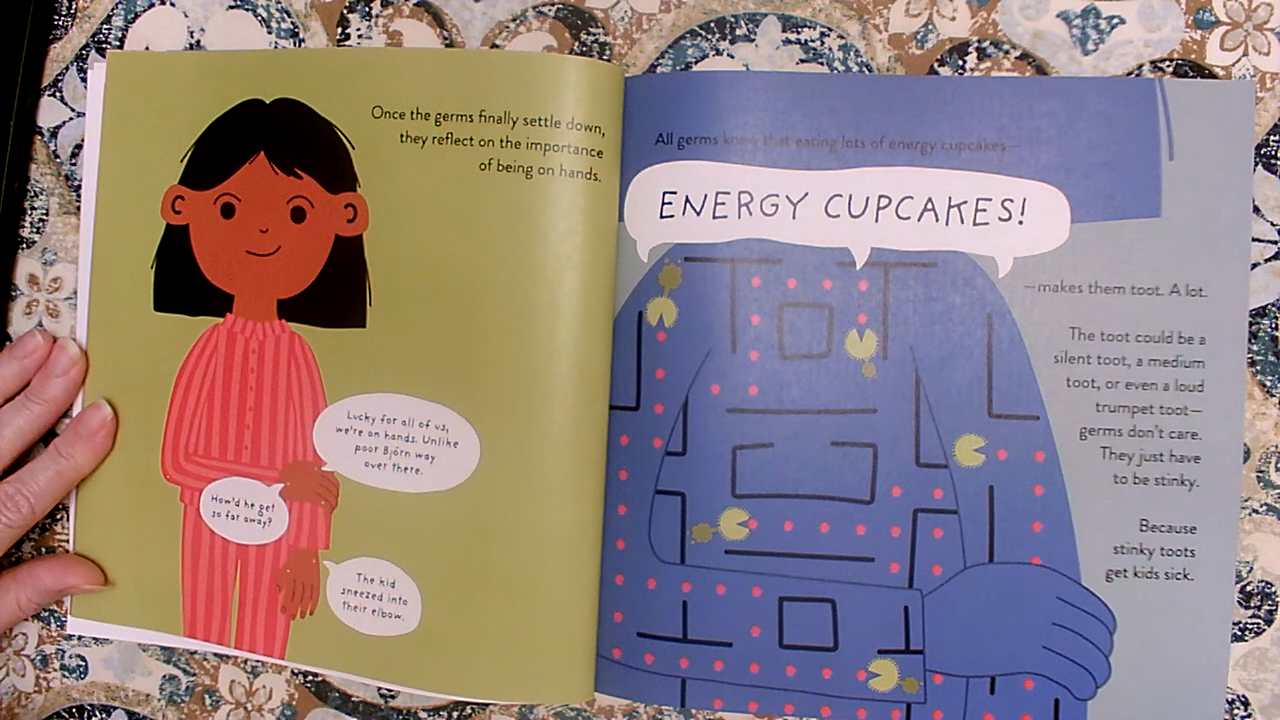 Once the germs finally settle down,
they reflect on the importance
of being on hands.
Lucky for all of us,
we're on hands. Unlike
poor Björn way
over there.
How'd he get
so far away?
The kid
sneezed into
their elbow.
All germs know that eating lots of energy cupcakes—
ENERGY CUPCAKES!
—makes them toot. A lot.
The toot could be a
silent toot, a medium
toot, or even a loud
trumpet toot—
germs don't care.
They just have
to be stinky.
Because
stinky toots
get kids sick.